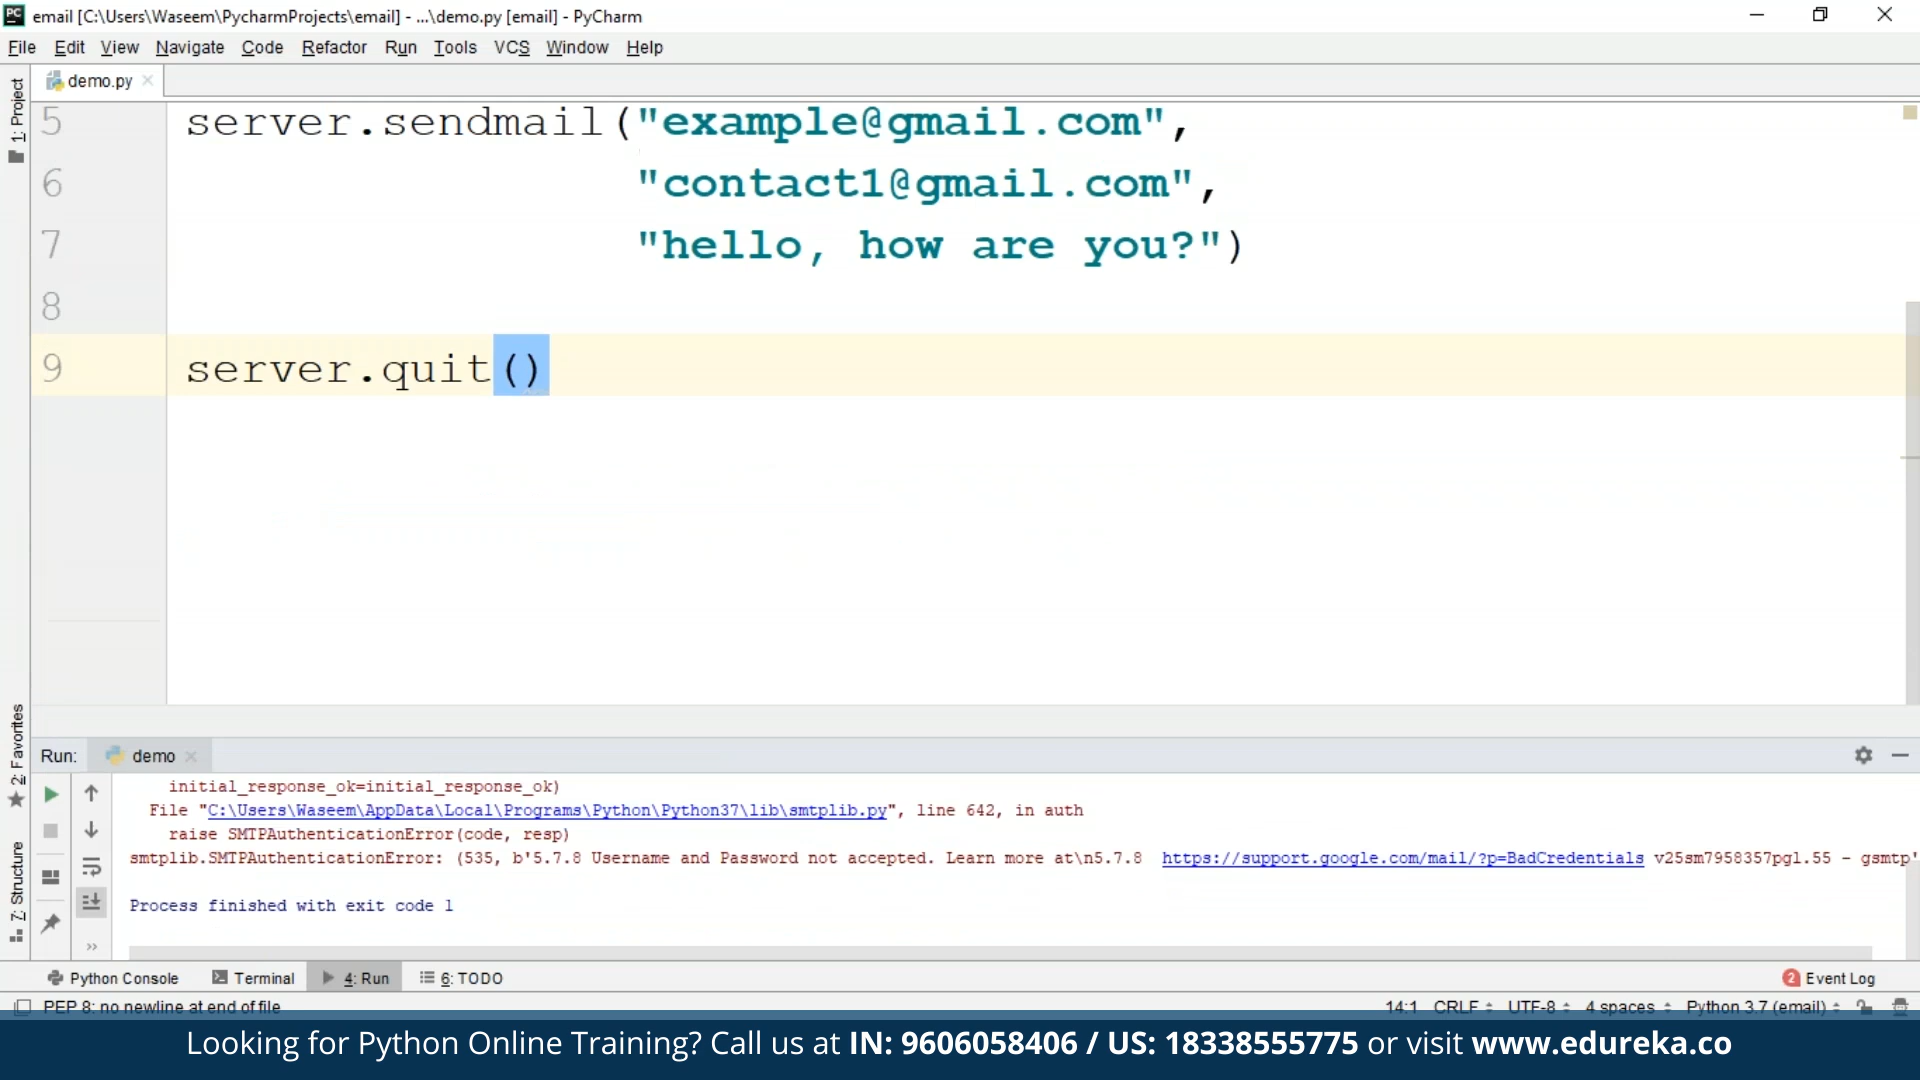 PC email [C:\Users\Waseem\PycharmProjects\email] - ...\demo.py [email] - PyCharm
File Edit View Navigate Code Refactor Run Tools VCS Window Help
demo.py
1: Project
5 server.sendmail("example@gmail.com",
6 "contact1@gmail.com",
7 "hello, how are you?")
8
9 server.quit()
2: Favorites
7: Structure
Run: demo
initial_response_ok=initial_response_ok)
File "C:\Users\Waseem\AppData\Local\Programs\Python\Python37\lib\smtplib.py", line 642, in auth
raise SMTPAuthenticationError(code, resp)
smtplib.SMTPAuthenticationError: (535, b'5.7.8 Username and Password not accepted. Learn more at\n5.7.8  https://support.google.com/mail/?p=BadCredentials v25sm7958357pgl.55 - gsmtp'
Process finished with exit code 1
Python Console Terminal 4: Run 6: TODO 2 Event Log
PEP 8: no newline at end of file 14:1 CRLF UTF-8 4 spaces Python 3.7 (email)
Looking for Python Online Training? Call us at IN: 9606058406 / US: 18338555775 or visit www.edureka.co